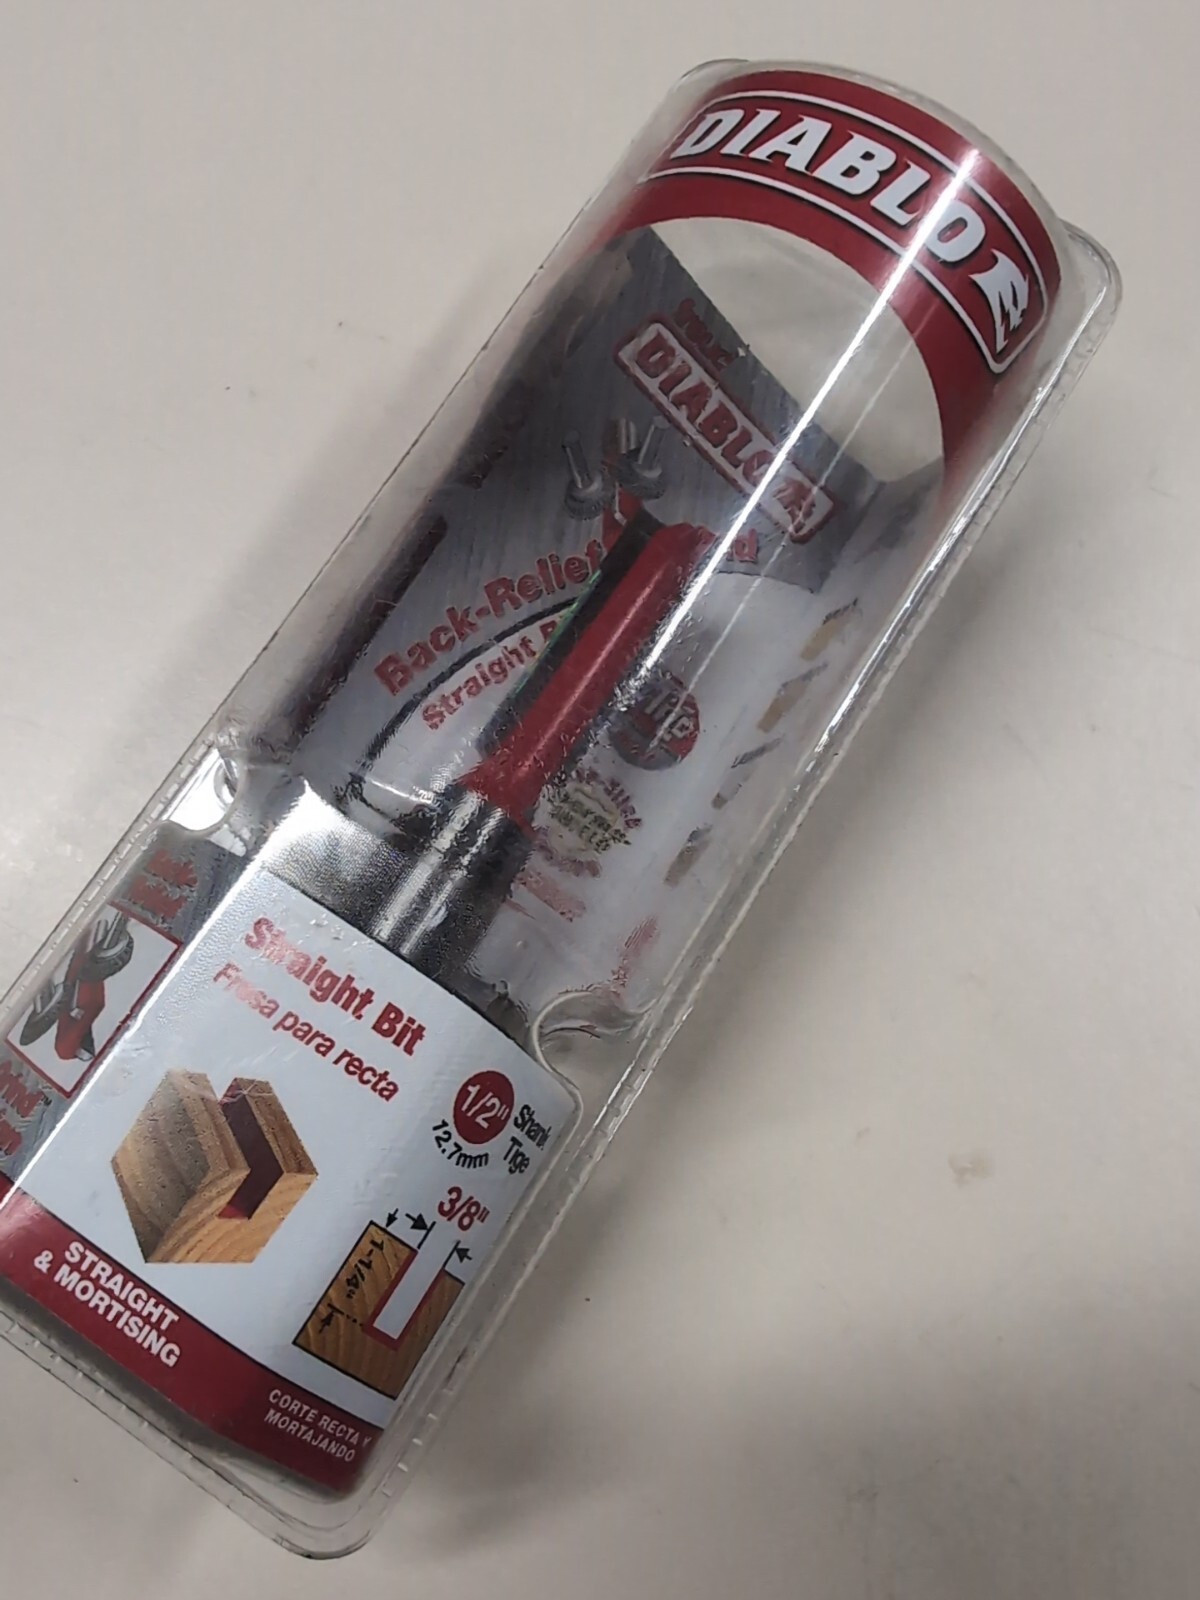 DIABLO
DIABLO
Back-Relief
Straight
Straight Bit
Fresa para recta
1/2"
12.7mm
Shank
Tige
3/8"
1-1/4"
STRAIGHT
& MORTISING
CORTE RECTA Y
MORTAJANDO